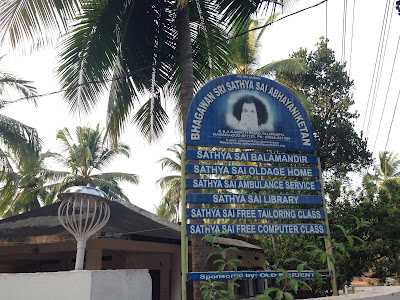 BHAGAWAN SRI SATHYA SAI ABHAYANIKETAN
SATHYA SAI BALAMANDIR
SATHYA SAI OLDAGE HOME
SATHYA SAI AMBULANCE SERVICE
SATHYA SAI LIBRARY
SATHYA SAI FREE TAILORING CLASS
SATHYA SAI FREE COMPUTER CLASS
SPONSORED BY OLD STUDENT